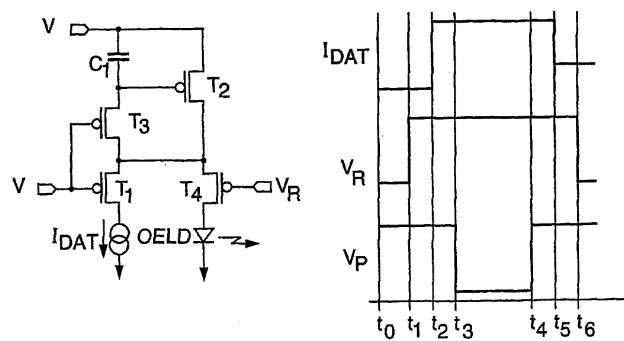 V
C1
T2
T3
V
T1
T4
VR
IDAT
OELD
IDAT
VR
VP
t0 t1 t2 t3 t4 t5 t6